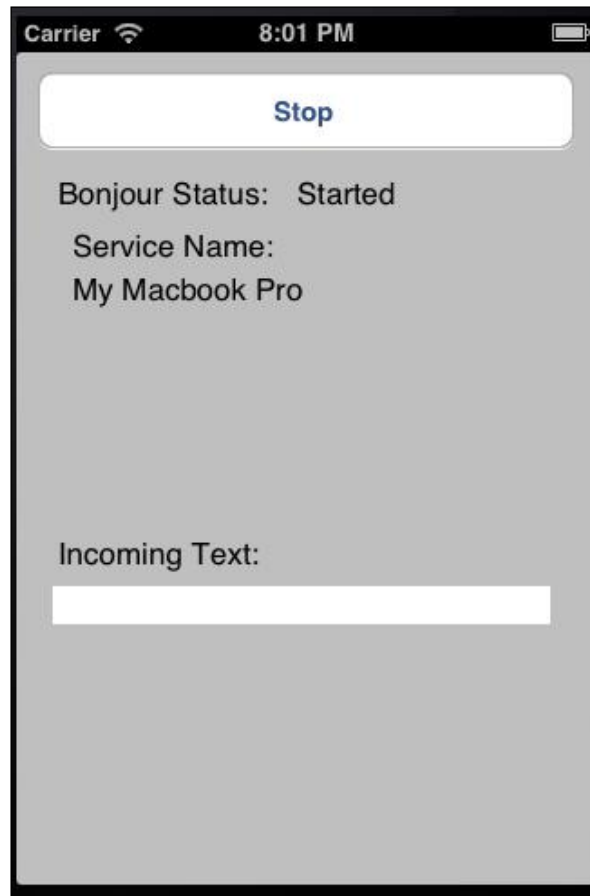 Carrier 8:01 PM
Stop
Bonjour Status: Started
Service Name:
My Macbook Pro
Incoming Text: